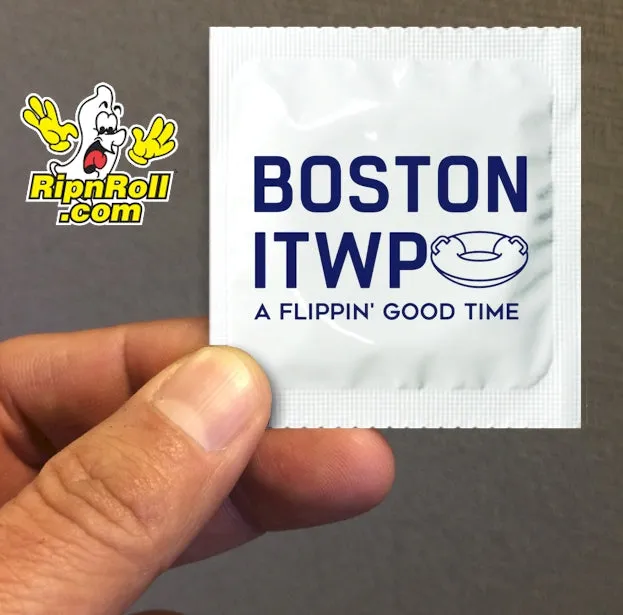 RipnRoll
.com
BOSTON
ITWP
A FLIPPIN' GOOD TIME